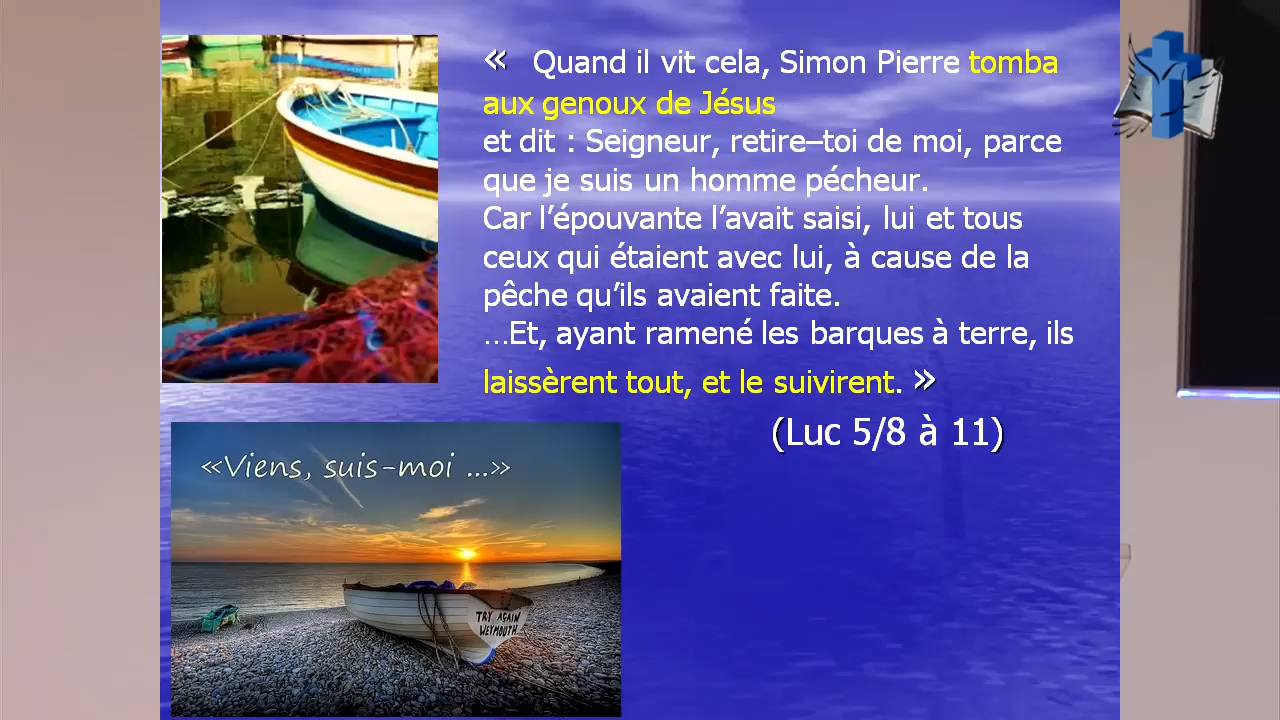 « Quand il vit cela, Simon Pierre tomba
aux genoux de Jésus
et dit : Seigneur, retire–toi de moi, parce
que je suis un homme pécheur.
Car l’épouvante l’avait saisi, lui et tous
ceux qui étaient avec lui, à cause de la
pêche qu’ils avaient faite.
…Et, ayant ramené les barques à terre, ils
laissèrent tout, et le suivirent. »
(Luc 5/8 à 11)
«Viens, suis-moi ...»
TRY AGAIN
WEYMOUTH